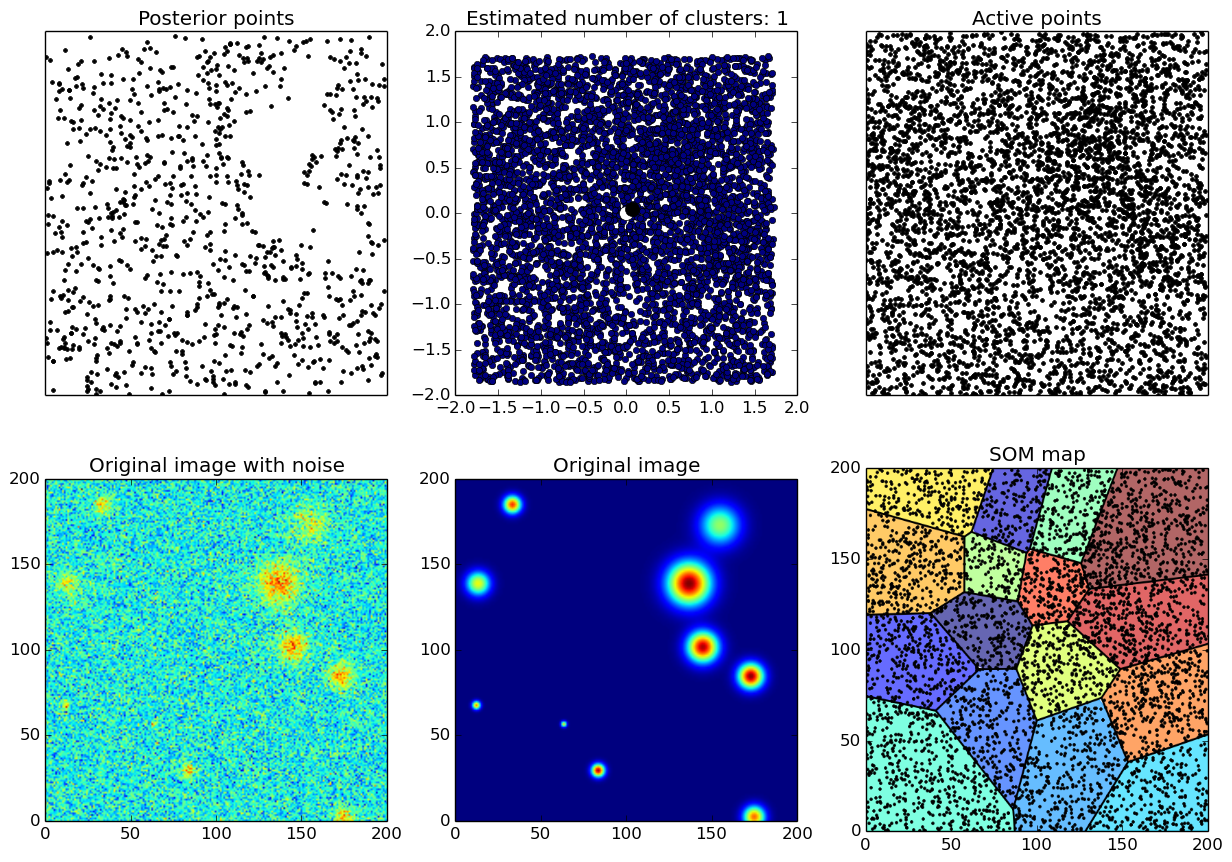 Posterior points
Estimated number of clusters: 1
Active points
2.0
1.5
1.0
0.5
0.0
−0.5
−1.0
−1.5
−2.0
−2.0 −1.5 −1.0 −0.5 0.0 0.5 1.0 1.5 2.0
Original image with noise
Original image
SOM map
200
150
100
50
0
0 50 100 150 200
200
150
100
50
0
0 50 100 150 200
200
150
100
50
0
0 50 100 150 200